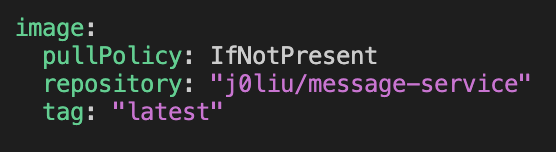 image:
  pullPolicy: IfNotPresent
  repository: "j0liu/message-service"
  tag: "latest"